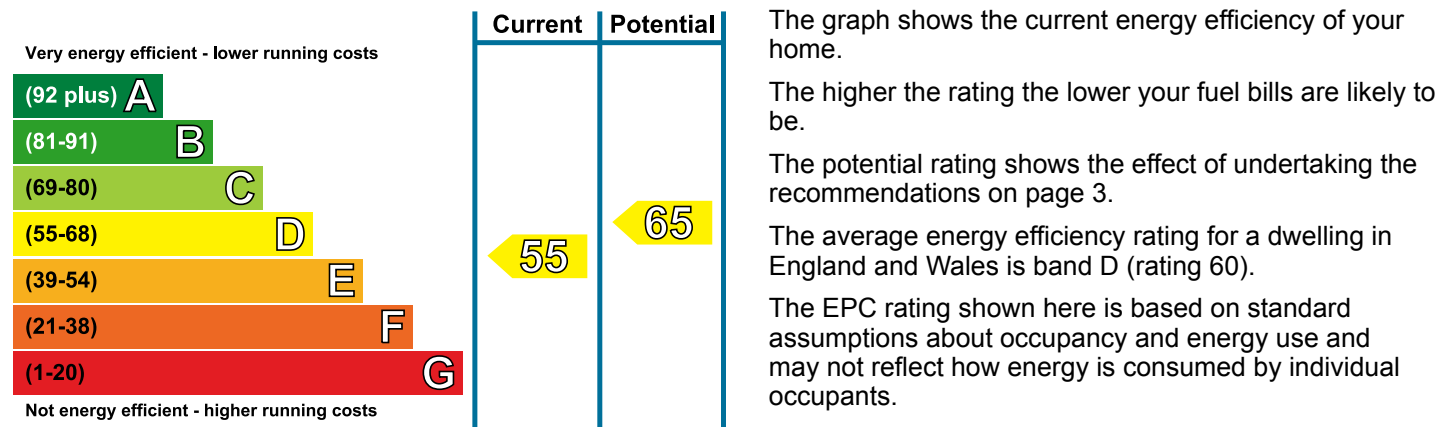 Current Potential
Very energy efficient - lower running costs
(92 plus) A
(81-91) B
(69-80) C
(55-68) D
(39-54) E
(21-38) F
(1-20) G
Not energy efficient - higher running costs
55
65
The graph shows the current energy efficiency of your
home.
The higher the rating the lower your fuel bills are likely to
be.
The potential rating shows the effect of undertaking the
recommendations on page 3.
The average energy efficiency rating for a dwelling in
England and Wales is band D (rating 60).
The EPC rating shown here is based on standard
assumptions about occupancy and energy use and
may not reflect how energy is consumed by individual
occupants.